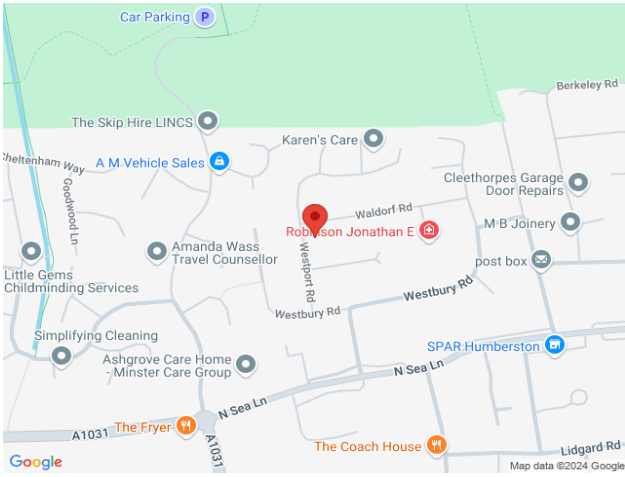 Car Parking
P
Berkeley Rd
The Skip Hire LINCS
Karen's Care
Cheltenham Way
A M Vehicle Sales
Cleethorpes Garage
Door Repairs
Goodwood Ln
Waldorf Rd
M B Joinery
Robinson Jonathan E
Amanda Wass
Travel Counsellor
Westport Rd
post box
Little Gems
Childminding Services
Westbury Rd
Westbury Rd
Simplifying Cleaning
SPAR Humberston
Ashgrove Care Home
- Minster Care Group
N Sea Ln
N Sea Ln
The Fryer
A1031
A1031
The Coach House
Lidgard Rd
Google
Map data ©2024 Google